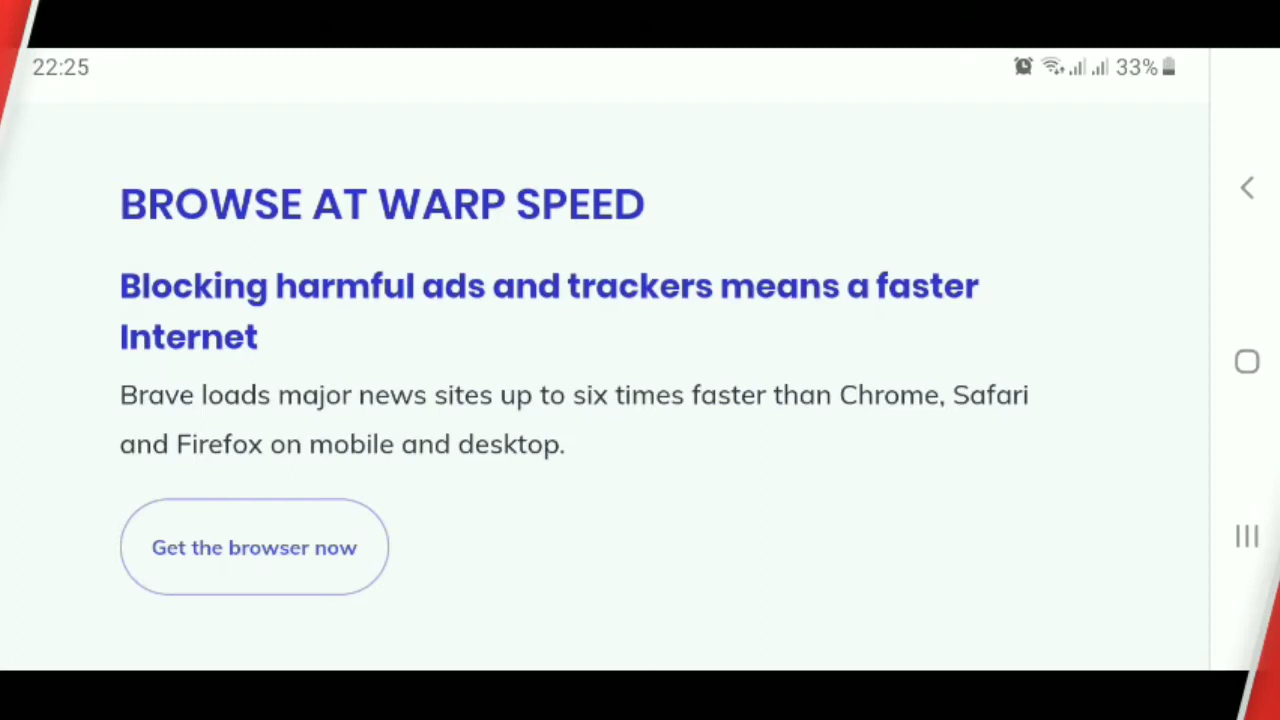 22:25
33%
BROWSE AT WARP SPEED
Blocking harmful ads and trackers means a faster
Internet
Brave loads major news sites up to six times faster than Chrome, Safari
and Firefox on mobile and desktop.
Get the browser now